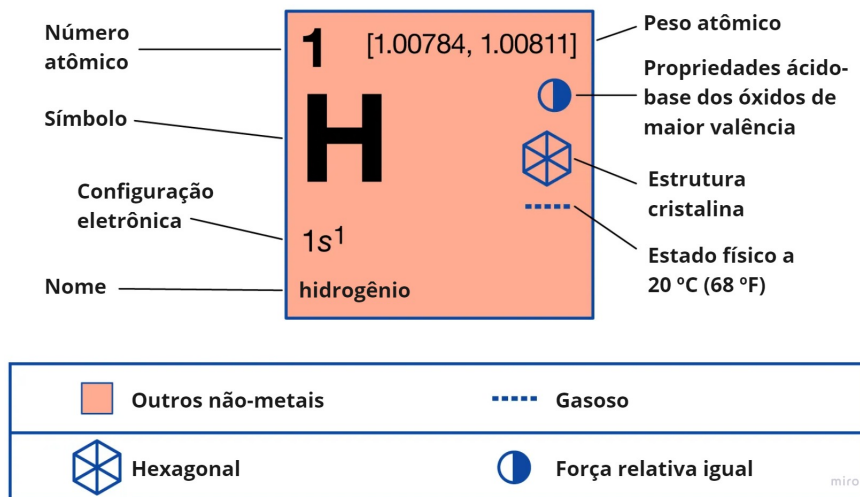 Número
atômico
1
[1.00784, 1.00811]
Peso atômico
Propriedades ácido-
base dos óxidos de
maior valência
Símbolo
H
Estrutura
cristalina
Configuração
eletrônica
1s¹
Estado físico a
20 ºC (68 ºF)
Nome
hidrogênio
Outros não-metais
Gasoso
Hexagonal
Força relativa igual
miro